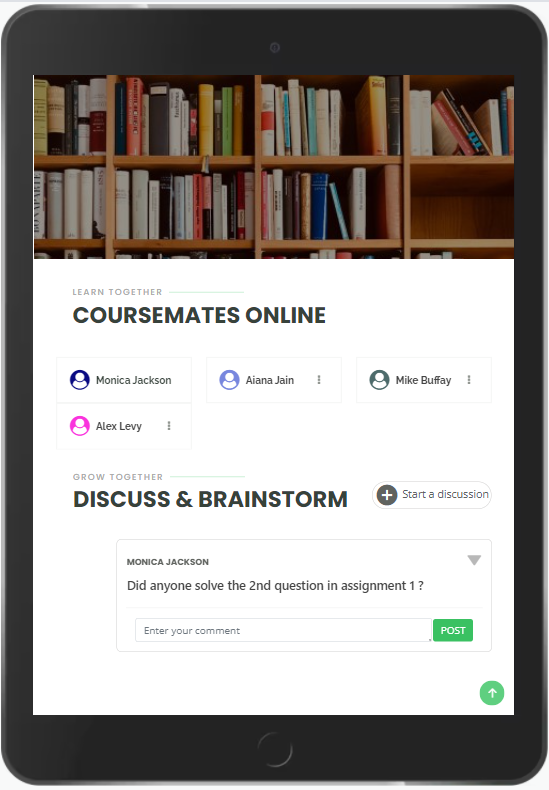 LEARN TOGETHER
COURSEMATES ONLINE
Monica Jackson
Aiana Jain
Mike Buffay
Alex Levy
GROW TOGETHER
DISCUSS & BRAINSTORM
Start a discussion
MONICA JACKSON
Did anyone solve the 2nd question in assignment 1 ?
Enter your comment
POST